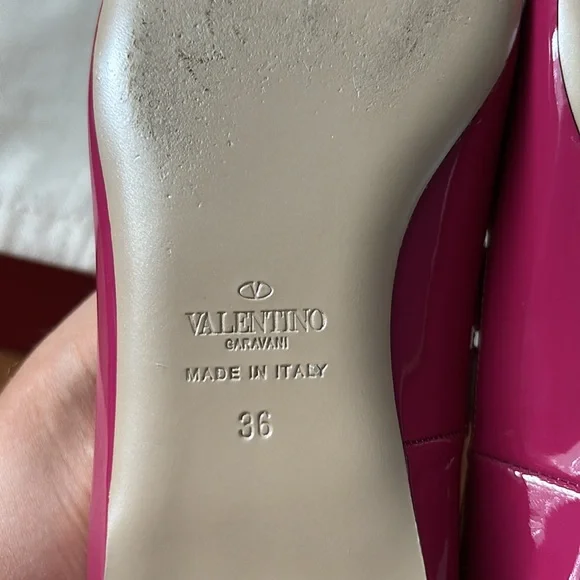 VALENTINO
GARAVANI
MADE IN ITALY
36